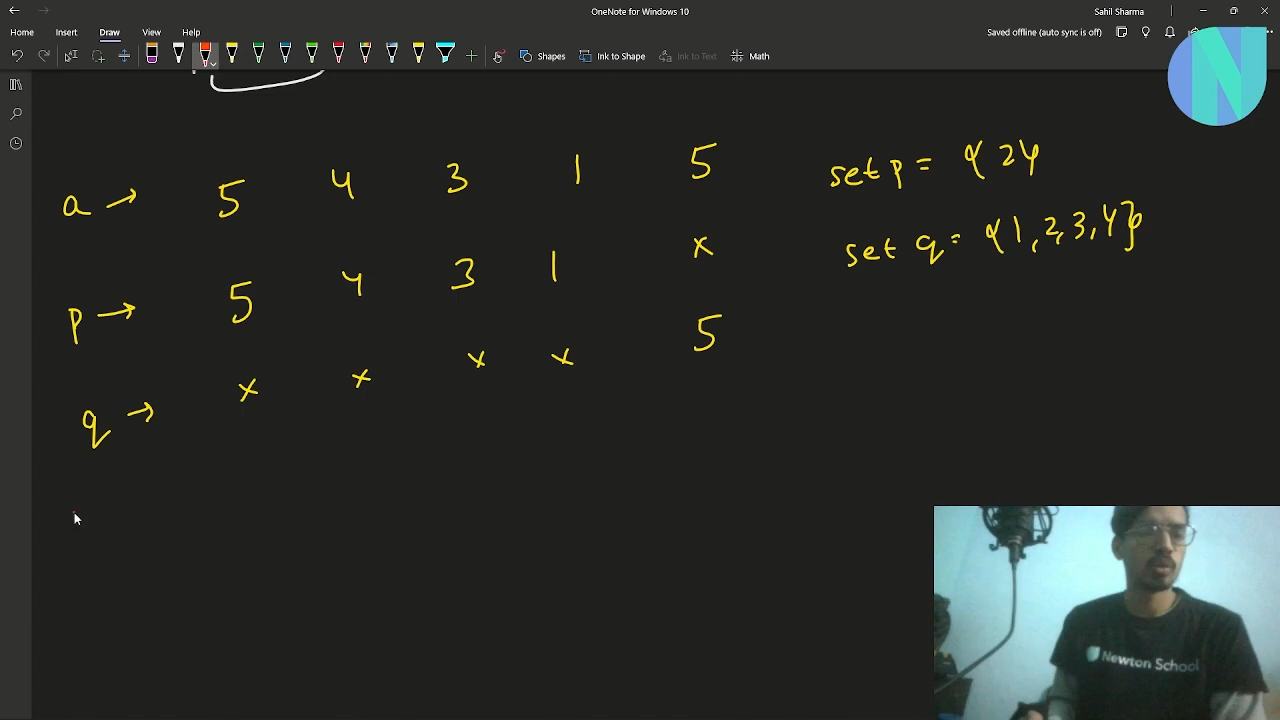 OneNote for Windows 10
Sahil Sharma
Home Insert Draw View Help
Saved offline (auto sync is off)
Shapes Ink to Shape Ink to Text Math
a → 5 4 3 1 5
set p = { 2 }
p → 5 4 3 1 x
set q = { 1, 2, 3, 4 }
q → x x x x 5
Newton School
N